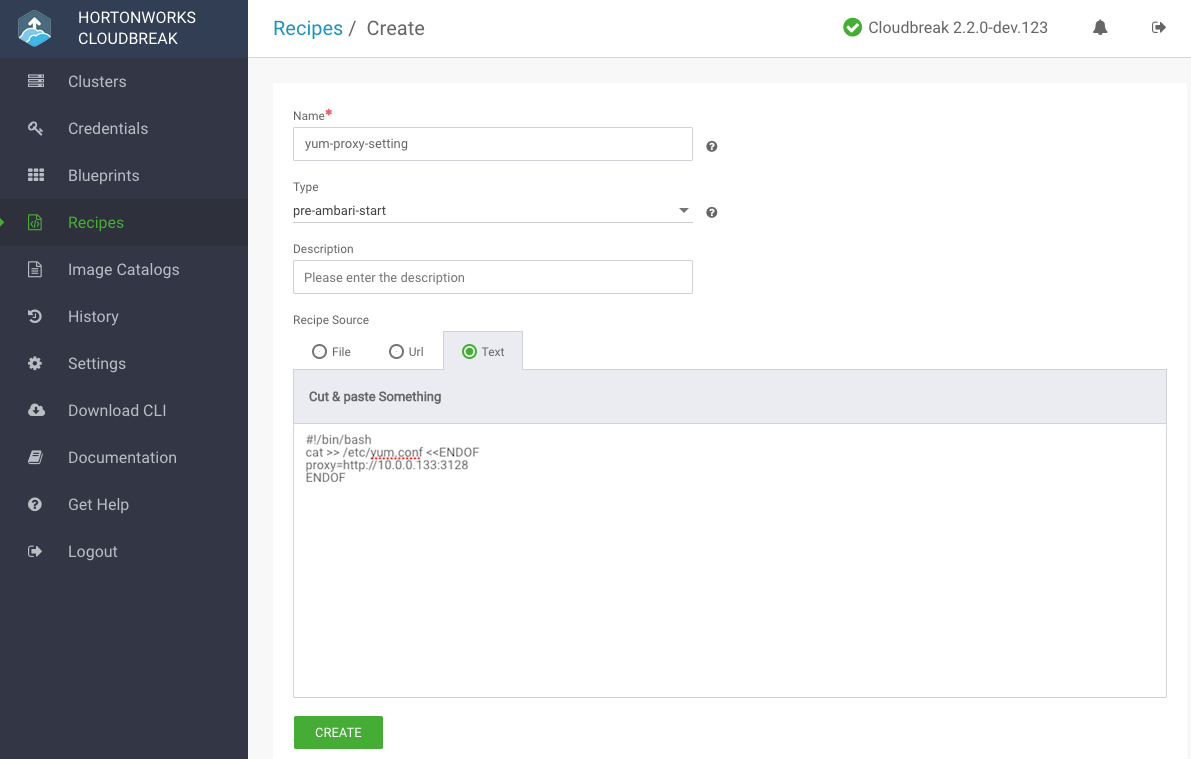 HORTONWORKS
CLOUDBREAK
Clusters
Credentials
Blueprints
Recipes
Image Catalogs
History
Settings
Download CLI
Documentation
Get Help
Logout
Recipes / Create
Cloudbreak 2.2.0-dev.123
Name*
yum-proxy-setting
Type
pre-ambari-start
Description
Please enter the description
Recipe Source
File Url Text
Cut & paste Something
#!/bin/bash
cat >> /etc/yum.conf <<ENDOF
proxy=http://10.0.0.133:3128
ENDOF
CREATE